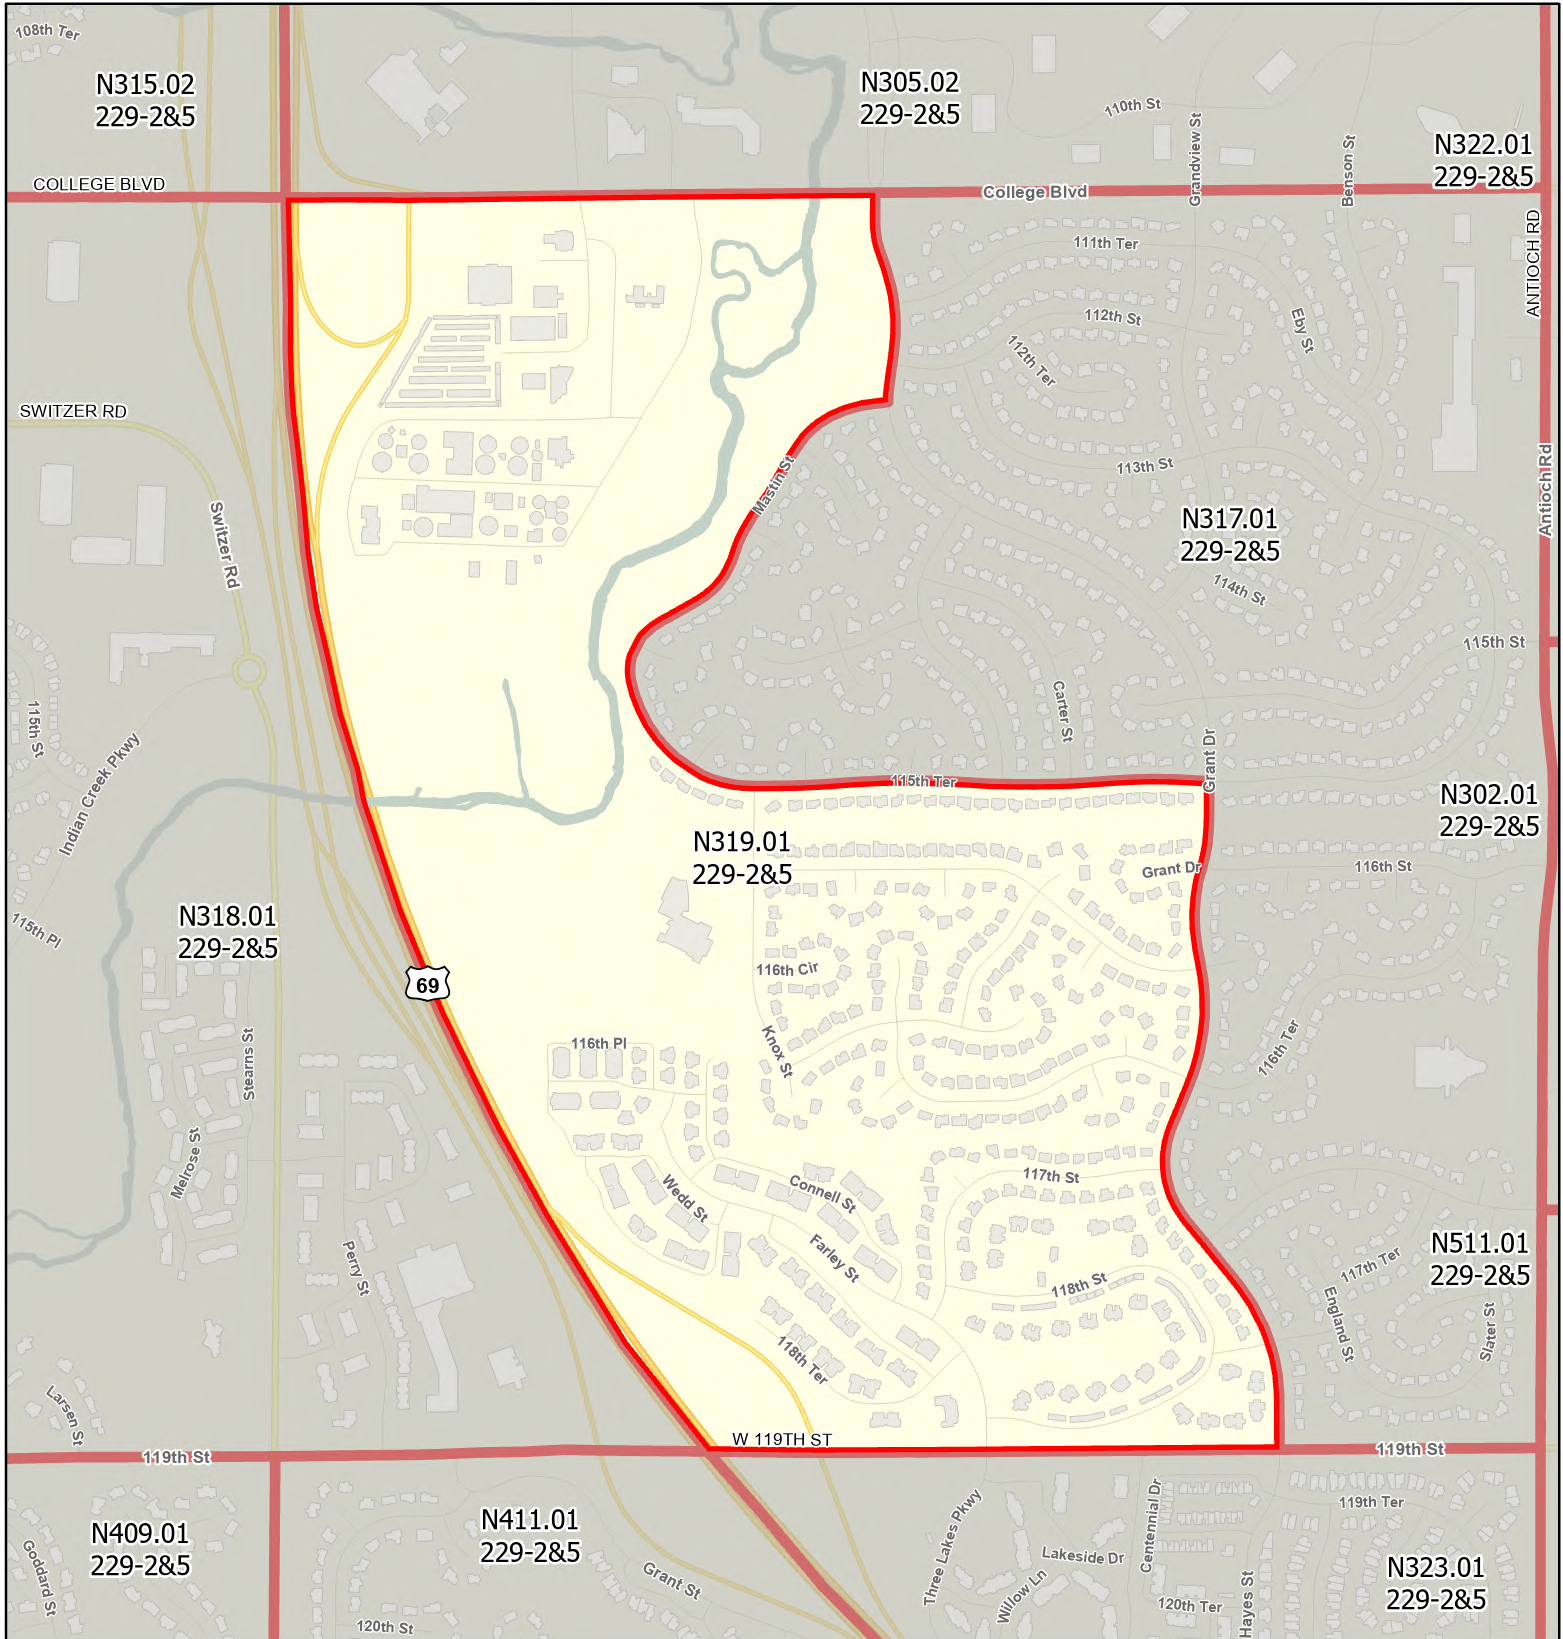 108th Ter
N315.02
229-2&5
N305.02
229-2&5
110th St
Grandview St
Benson St
N322.01
229-2&5
COLLEGE BLVD
College Blvd
ANTIOCH RD
111th Ter
112th St
Eby St
112th Ter
SWITZER RD
Switzer Rd
Mastin St
113th St
Antioch Rd
N317.01
229-2&5
114th St
115th St
115th St
Carter St
Indian Creek Pkwy
Grant Dr
115th Ter
N302.01
229-2&5
N319.01
229-2&5
Grant Dr
116th St
115th Pl
N318.01
229-2&5
69
116th Cir
Knox St
116th Pl
116th Ter
Stearns St
Melrose St
117th St
Connell St
Wedd St
Farley St
Perry St
N511.01
229-2&5
117th Ter
118th St
England St
Slater St
118th Ter
Larsen St
W 119TH ST
119th St
119th St
N409.01
229-2&5
N411.01
229-2&5
Goddard St
Grant St
120th St
Three Lakes Pkwy
Willow Ln
Lakeside Dr
Centennial Dr
119th Ter
120th Ter
Hayes St
N323.01
229-2&5